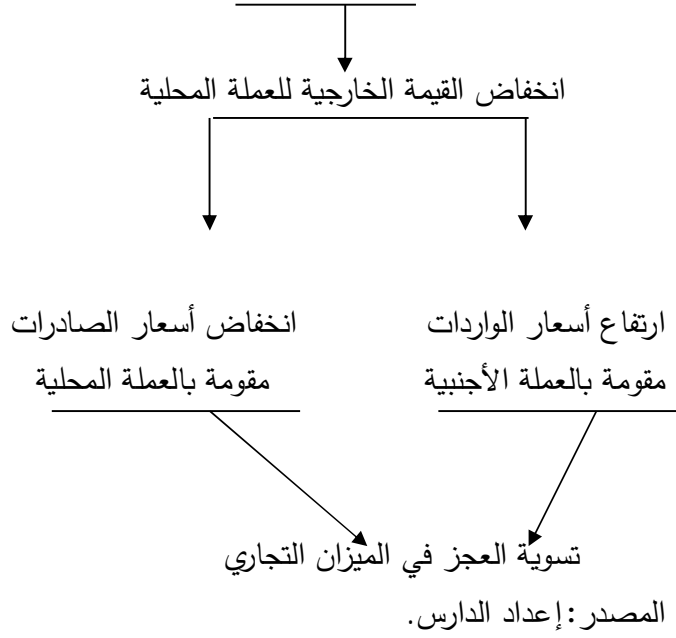 انخفاض القيمة الخارجية للعملة المحلية
ارتفاع أسعار الواردات
مقومة بالعملة الأجنبية
انخفاض أسعار الصادرات
مقومة بالعملة المحلية
تسوية العجز في الميزان التجاري
المصدر: إعداد الدارس.